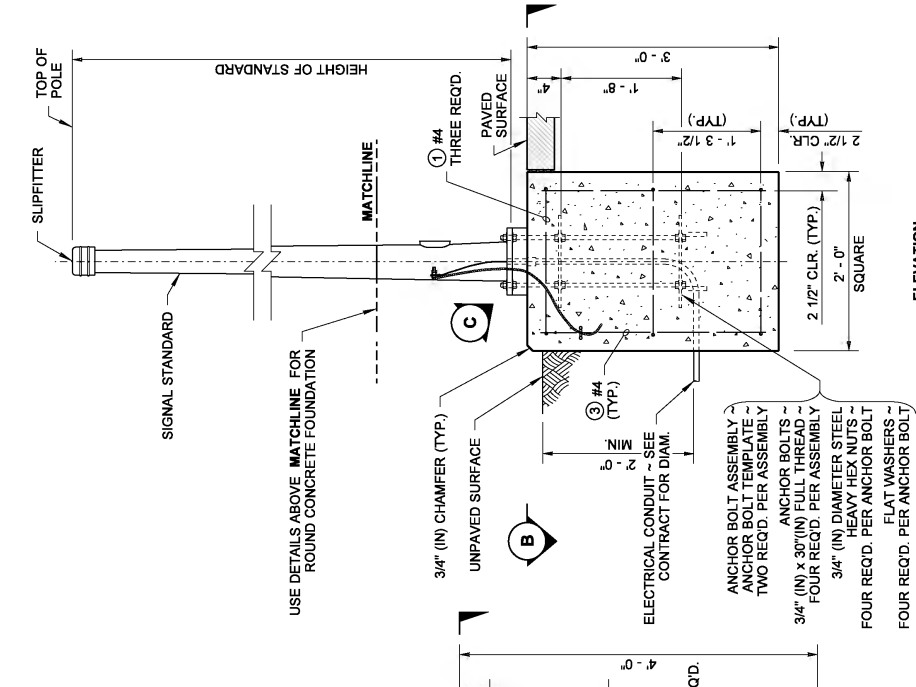 TOP OF
POLE
SLIPFITTER
HEIGHT OF STANDARD
SIGNAL STANDARD
MATCHLINE
USE DETAILS ABOVE MATCHLINE FOR
ROUND CONCRETE FOUNDATION
1 #4
THREE REQ'D.
PAVED
SURFACE
4"
1' - 8"
3' - 0"
1' - 3 1/2"
(TYP.)
2 1/2" CLR.
(TYP.)
C
3/4" (IN) CHAMFER (TYP.)
UNPAVED SURFACE
3 #4
(TYP.)
2' - 0"
MIN.
B
ELECTRICAL CONDUIT ~ SEE
CONTRACT FOR DIAM.
2 1/2" CLR. (TYP.)
2' - 0"
SQUARE
ANCHOR BOLT ASSEMBLY ~
ANCHOR BOLT TEMPLATE ~
TWO REQ'D. PER ASSEMBLY
ANCHOR BOLTS ~
3/4" (IN) x 30"(IN) FULL THREAD ~
FOUR REQ'D. PER ASSEMBLY
3/4" (IN) DIAMETER STEEL
HEAVY HEX NUTS ~
FOUR REQ'D. PER ANCHOR BOLT
FLAT WASHERS ~
FOUR REQ'D. PER ANCHOR BOLT
4' - 0"
Q'D.